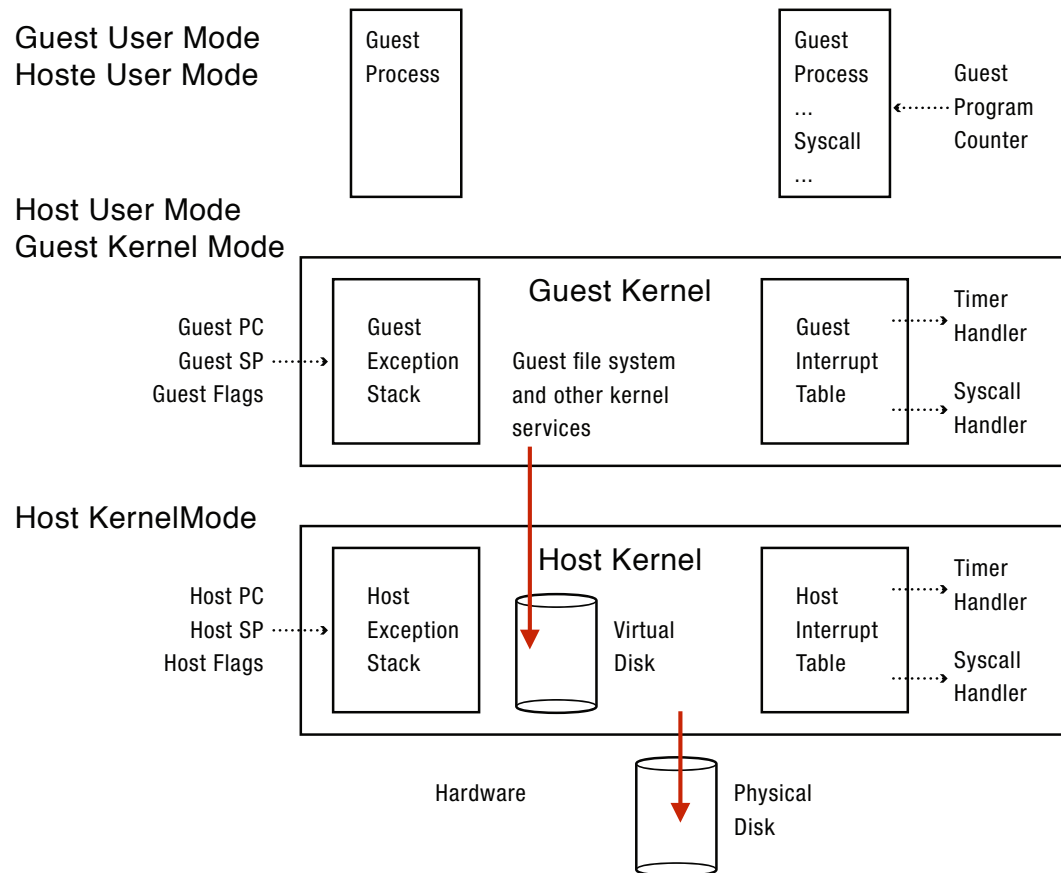 Guest User Mode
Hoste User Mode
Guest
Process
Guest
Process
...
Syscall
...
Guest
Program
Counter
Host User Mode
Guest Kernel Mode
Guest Kernel
Guest PC
Guest SP
Guest Flags
Guest
Exception
Stack
Guest file system
and other kernel
services
Guest
Interrupt
Table
Timer
Handler
Syscall
Handler
Host KernelMode
Host Kernel
Host PC
Host SP
Host Flags
Host
Exception
Stack
Virtual
Disk
Host
Interrupt
Table
Timer
Handler
Syscall
Handler
Hardware
Physical
Disk